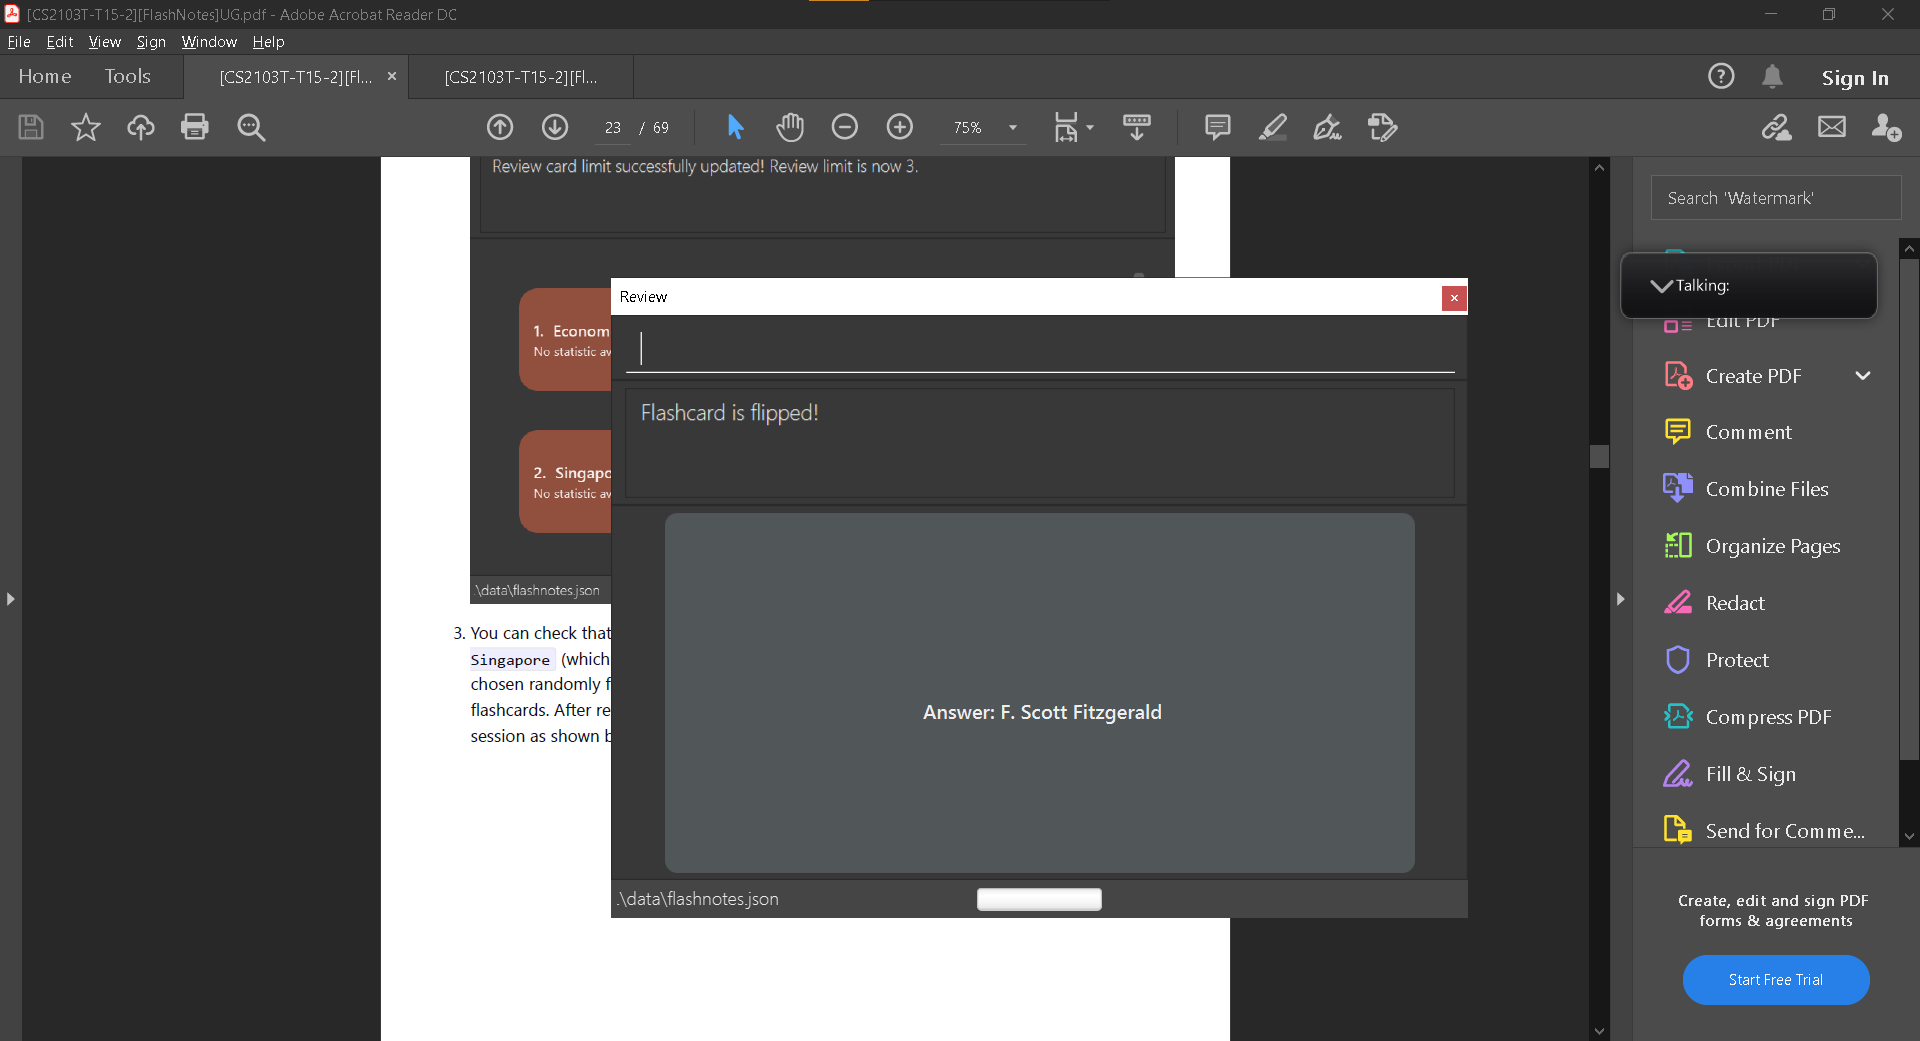 [CS2103T-T15-2][FlashNotes]UG.pdf - Adobe Acrobat Reader DC
File Edit View Sign Window Help
Home Tools [CS2103T-T15-2][Fl... × [CS2103T-T15-2][Fl... Sign In
23 / 69 75%
Review card limit successfully updated! Review limit is now 3.
1. Econom
No statistic av
2. Singapo
No statistic av
.\data\flashnotes.json
3. You can check that
Singapore (which
chosen randomly f
flashcards. After re
session as shown b
Review
Flashcard is flipped!
Answer: F. Scott Fitzgerald
.\data\flashnotes.json
Search 'Watermark'
Talking:
Edit PDF
Create PDF
Comment
Combine Files
Organize Pages
Redact
Protect
Compress PDF
Fill & Sign
Send for Comme...
Create, edit and sign PDF
forms & agreements
Start Free Trial